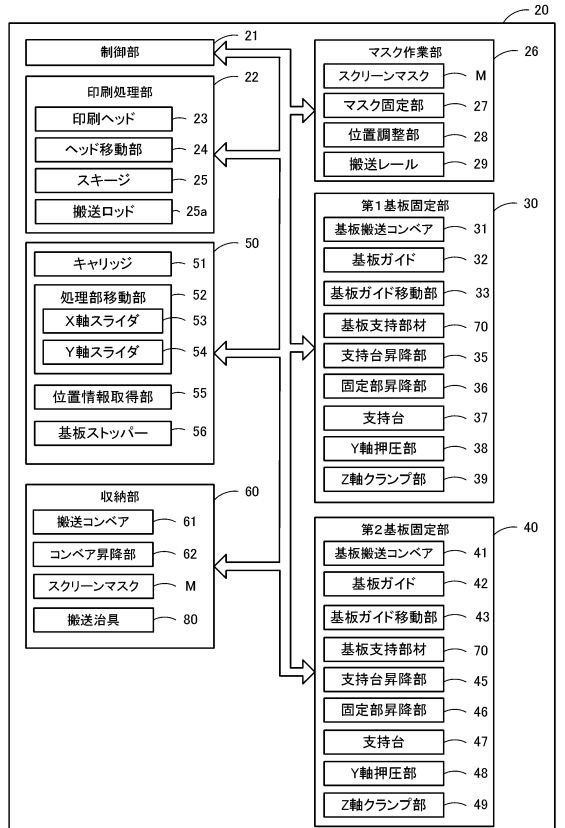 20
制御部
21
印刷処理部
22
印刷ヘッド
23
ヘッド移動部
24
スキージ
25
搬送ロッド
25a
50
キャリッジ
51
処理部移動部
52
X軸スライダ
53
Y軸スライダ
54
位置情報取得部
55
基板ストッパー
56
収納部
60
搬送コンベア
61
コンベア昇降部
62
スクリーンマスク
M
搬送治具
80
マスク作業部
26
スクリーンマスク
M
マスク固定部
27
位置調整部
28
搬送レール
29
第1基板固定部
30
基板搬送コンベア
31
基板ガイド
32
基板ガイド移動部
33
基板支持部材
70
支持台昇降部
35
固定部昇降部
36
支持台
37
Y軸押圧部
38
Z軸クランプ部
39
第2基板固定部
40
基板搬送コンベア
41
基板ガイド
42
基板ガイド移動部
43
基板支持部材
70
支持台昇降部
45
固定部昇降部
46
支持台
47
Y軸押圧部
48
Z軸クランプ部
49